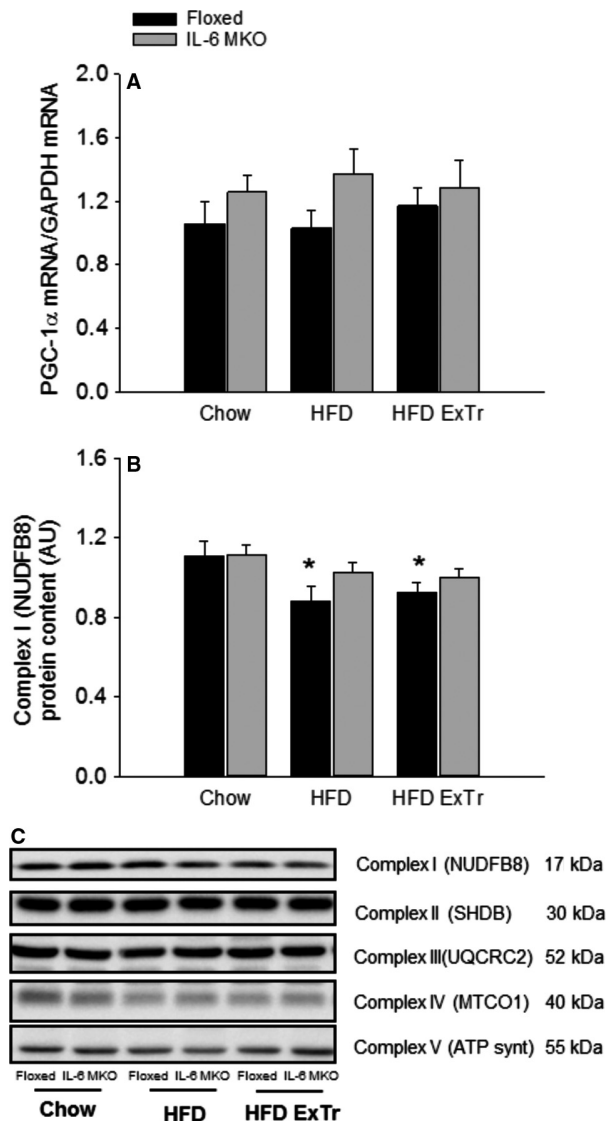 Floxed
IL-6 MKO
A
PGC-1α mRNA/GAPDH mRNA
2.0
1.6
1.2
0.8
0.4
0.0
Chow HFD HFD ExTr
B
Complex I (NUDFB8)
protein content (AU)
1.6
1.2
0.8
0.4
0.0
* *
Chow HFD HFD ExTr
C
Complex I (NUDFB8) 17 kDa
Complex II (SHDB) 30 kDa
Complex III(UQCRC2) 52 kDa
Complex IV (MTCO1) 40 kDa
Complex V (ATP synt) 55 kDa
Floxed IL-6 MKO Floxed IL-6 MKO Floxed IL-6 MKO
Chow HFD HFD ExTr